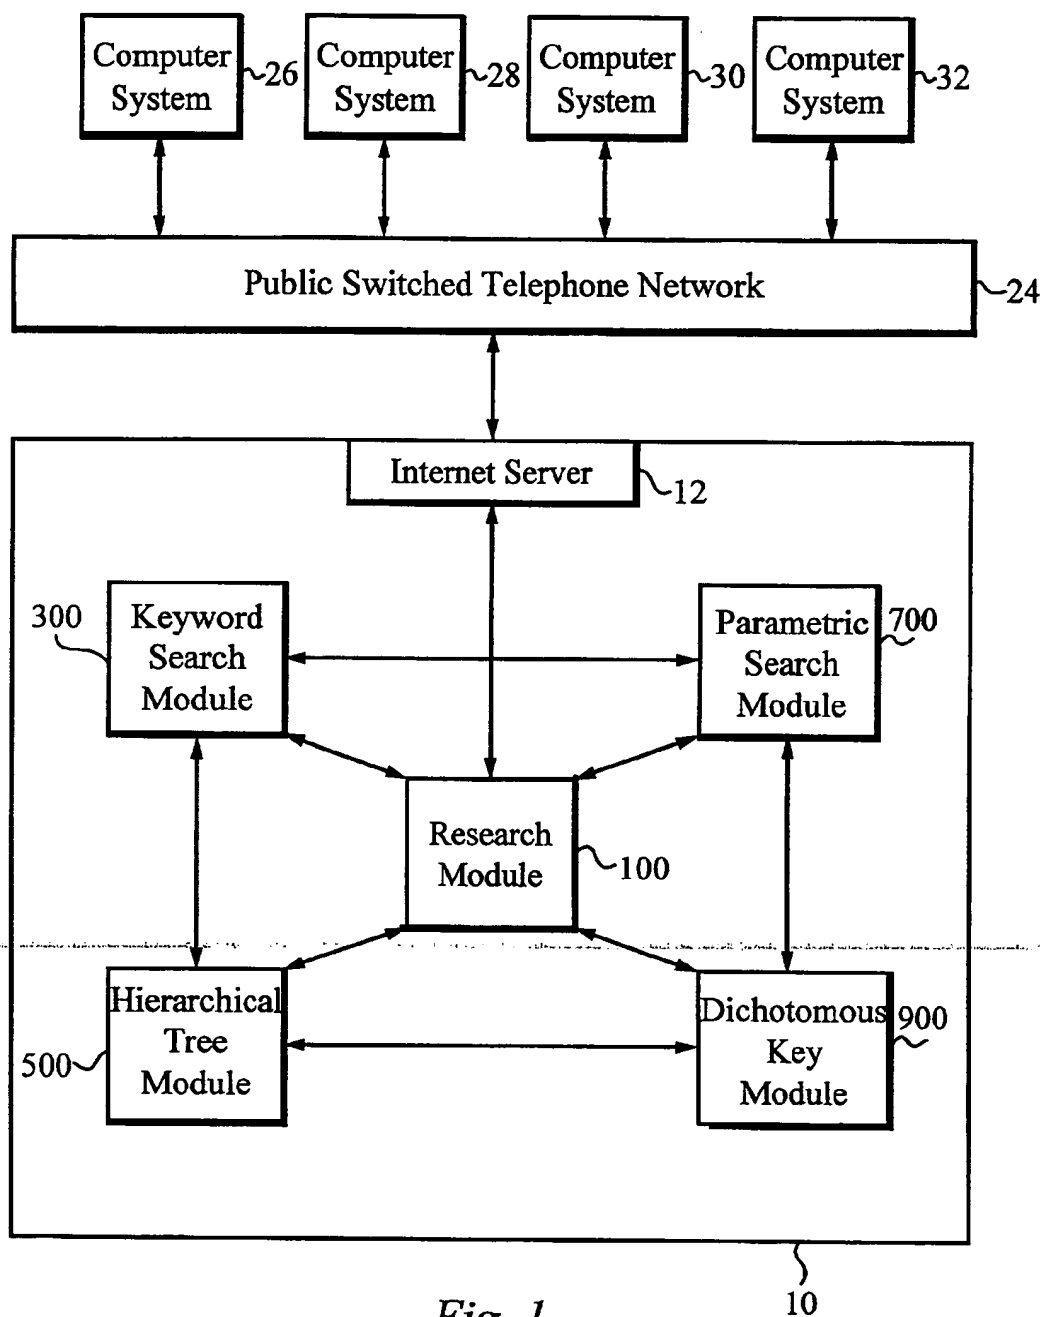 Computer
System
26
Computer
System
28
Computer
System
30
Computer
System
32
Public Switched Telephone Network
24
Internet Server
12
300
Keyword
Search
Module
Parametric
Search
Module
700
Research
Module
100
Hierarchical
Tree
Module
500
Dichotomous
Key
Module
900
10
Fig. 1